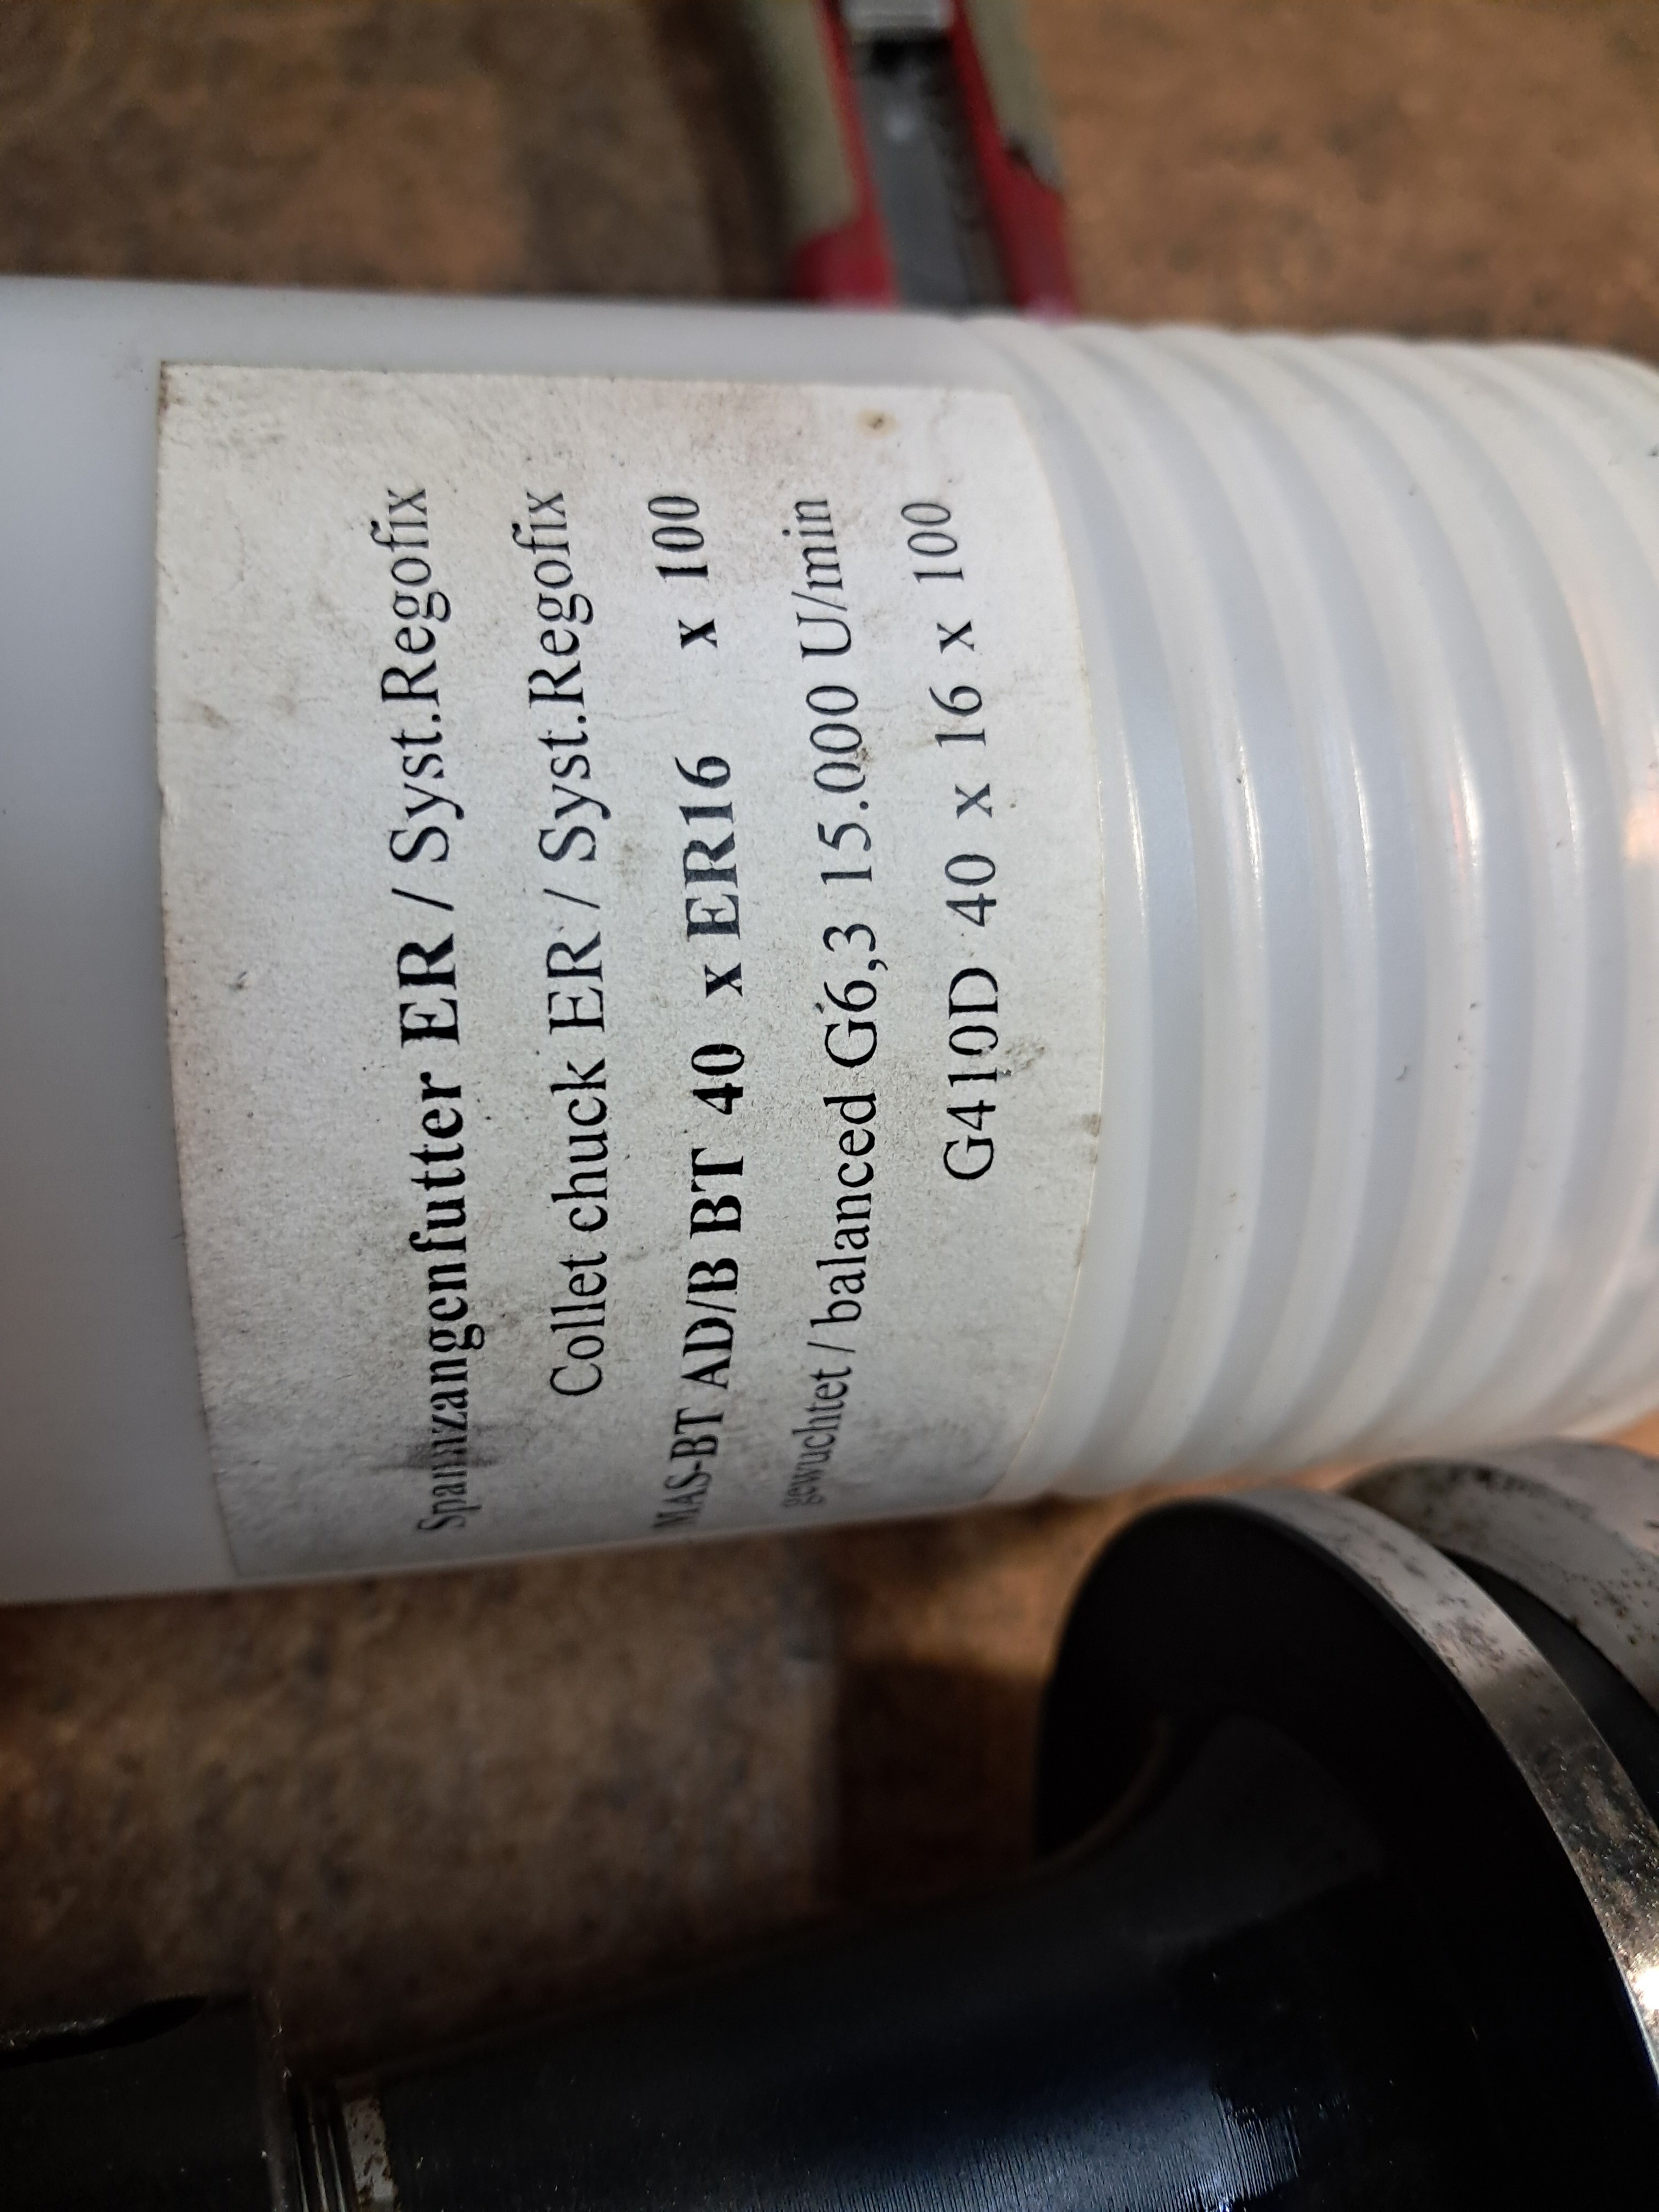 Spannzangenfutter ER / Syst.Regofix
Collet chuck ER / Syst.Regofix
MAS-BT AD/B BT 40 x ER16 x 100
gewuchtet / balanced G6,3 15.000 U/min
G410D 40 x 16 x 100